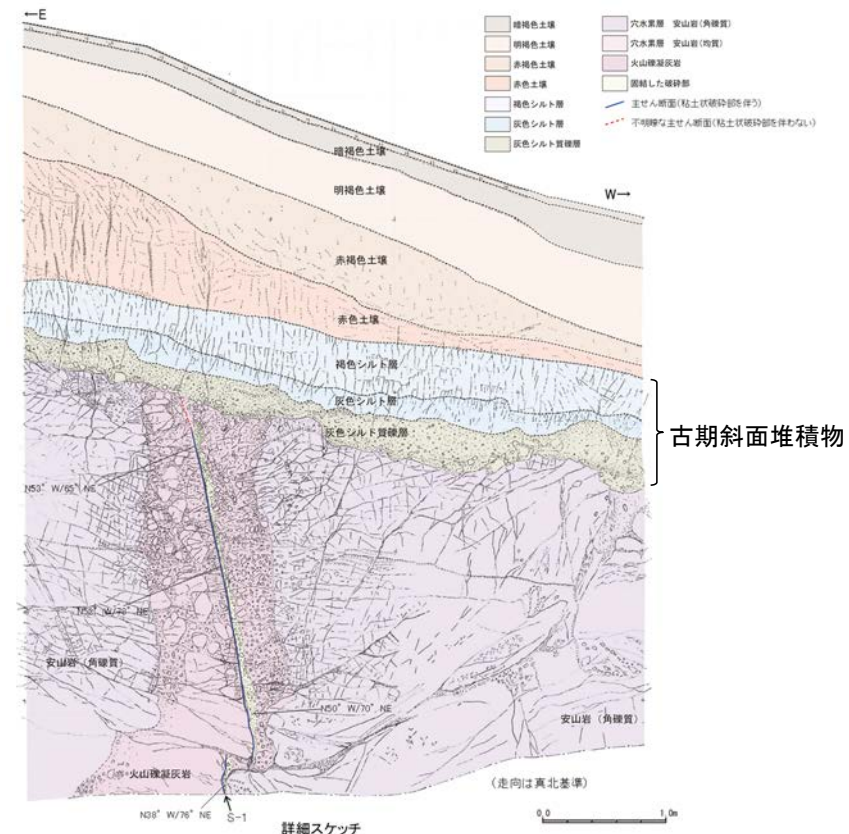 ←E
暗褐色土壌
明褐色土壌
赤褐色土壌
赤色土壌
褐色シルト層
灰色シルト層
灰色シルト質礫層
穴水累層 安山岩(角礫質)
穴水累層 安山岩(均質)
火山礫凝灰岩
固結した破砕部
主せん断面(粘土状破砕部を伴う)
不明瞭な主せん断面(粘土状破砕部を伴わない)
W→
暗褐色土壌
明褐色土壌
赤褐色土壌
赤色土壌
褐色シルト層
灰色シルト層
灰色シルト質礫層
古期斜面堆積物
N53°W/65°NE
安山岩(角礫質)
N50°W/70°NE
安山岩(角礫質)
火山礫凝灰岩
(走向は真北基準)
N38°W/76°NE
S-1
詳細スケッチ
0.0 1.0m